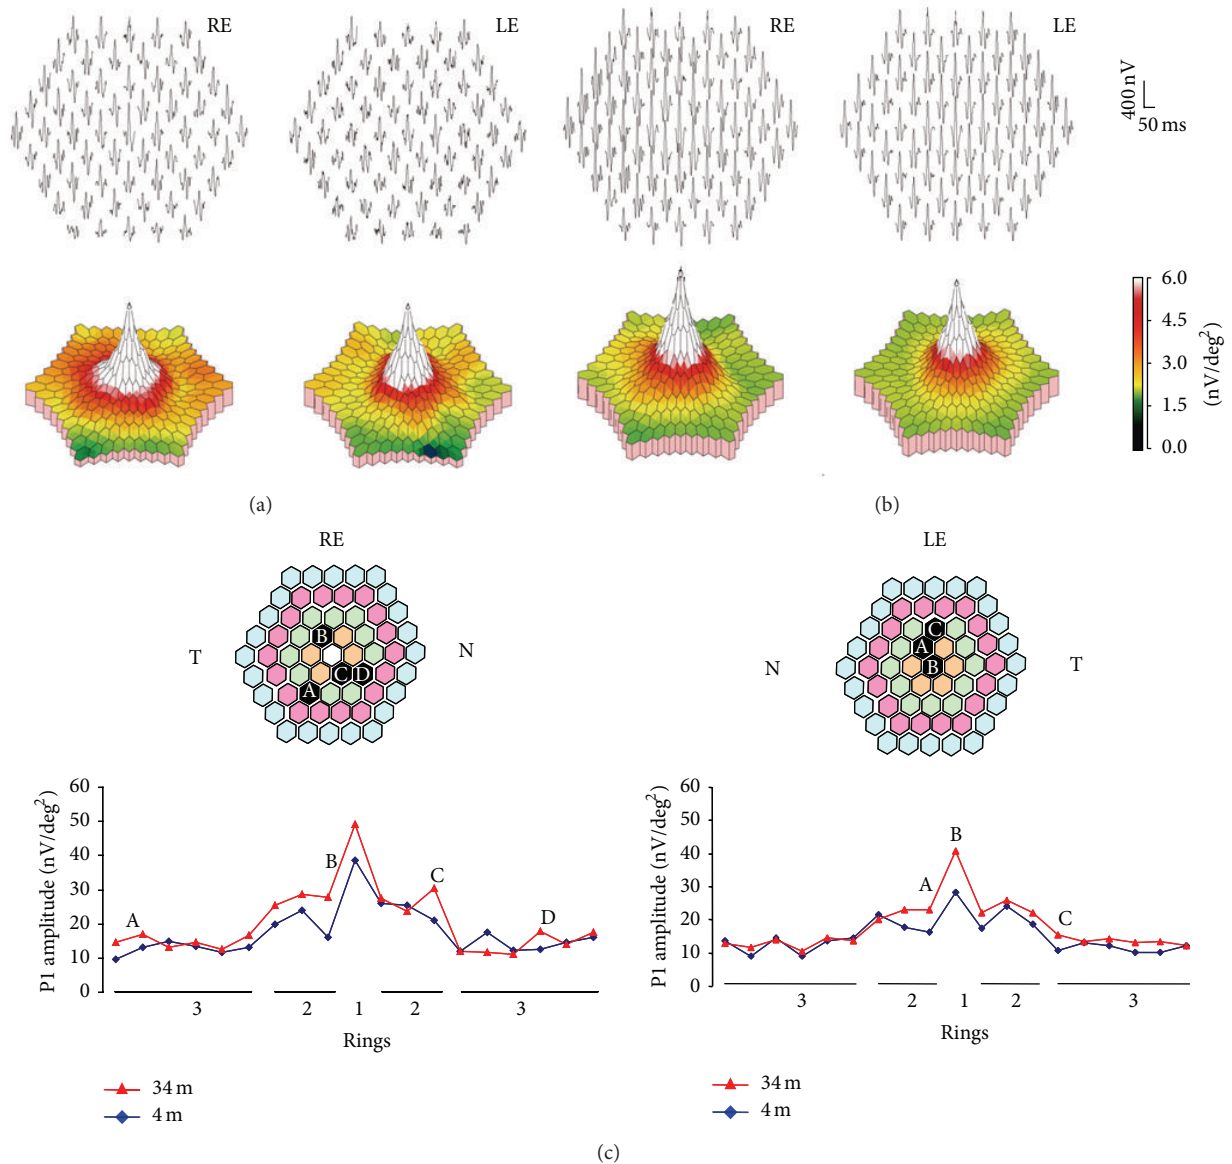 RE
LE
RE
LE
400 nV
50 ms
6.0
4.5
3.0
1.5
0.0
(nV/deg²)
(a)
(b)
RE
LE
T
N
B
C
D
A
N
T
C
A
B
P1 amplitude (nV/deg²)
60
50
40
30
20
10
0
A
B
C
D
3
2
1
2
3
Rings
34 m
4 m
P1 amplitude (nV/deg²)
60
50
40
30
20
10
0
A
B
C
3
2
1
2
3
Rings
34 m
4 m
(c)